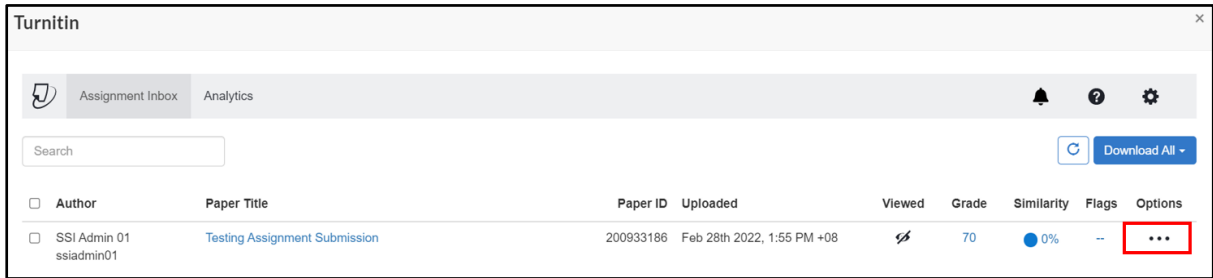 Turnitin ×
Assignment Inbox Analytics
Search Download All
Author Paper Title Paper ID Uploaded Viewed Grade Similarity Flags Options
SSI Admin 01 Testing Assignment Submission 200933186 Feb 28th 2022, 1:55 PM +08 70 0% -- •••
ssiadmin01